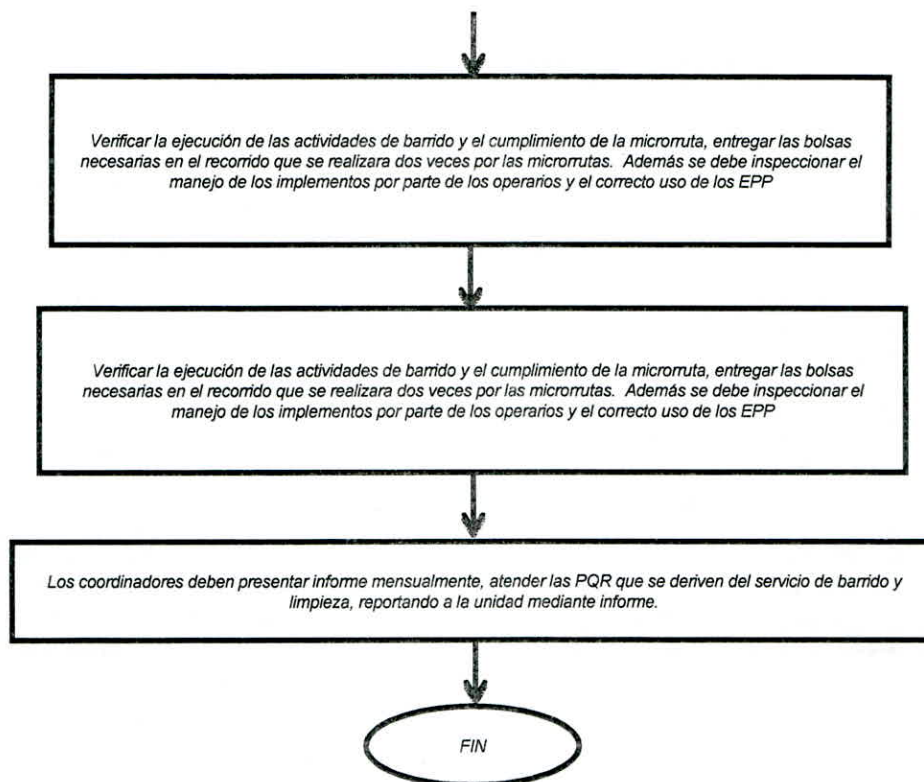 Verificar la ejecución de las actividades de barrido y el cumplimiento de la microrruta, entregar las bolsas
necesarias en el recorrido que se realizara dos veces por las microrrutas. Además se debe inspeccionar el
manejo de los implementos por parte de los operarios y el correcto uso de los EPP
Verificar la ejecución de las actividades de barrido y el cumplimiento de la microrruta, entregar las bolsas
necesarias en el recorrido que se realizara dos veces por las microrrutas. Además se debe inspeccionar el
manejo de los implementos por parte de los operarios y el correcto uso de los EPP
Los coordinadores deben presentar informe mensualmente, atender las PQR que se deriven del servicio de barrido y
limpieza, reportando a la unidad mediante informe.
FIN